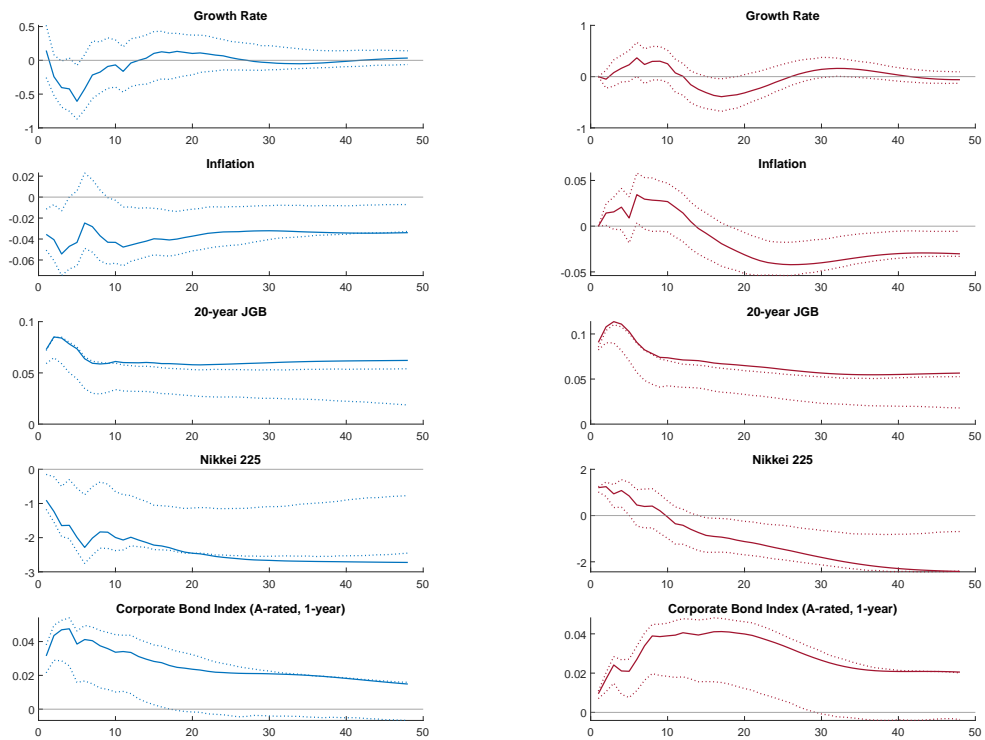 Growth Rate
0.5
0
-0.5
-1
0 10 20 30 40 50
Inflation
0.02
0
-0.02
-0.04
-0.06
0 10 20 30 40 50
20-year JGB
0.1
0.05
0
0 10 20 30 40 50
Nikkei 225
0
-1
-2
-3
0 10 20 30 40 50
Corporate Bond Index (A-rated, 1-year)
0.04
0.02
0
0 10 20 30 40 50
Growth Rate
1
0
-1
0 10 20 30 40 50
Inflation
0.05
0
-0.05
0 10 20 30 40 50
20-year JGB
0.1
0.05
0
0 10 20 30 40 50
Nikkei 225
2
0
-2
0 10 20 30 40 50
Corporate Bond Index (A-rated, 1-year)
0.04
0.02
0
0 10 20 30 40 50